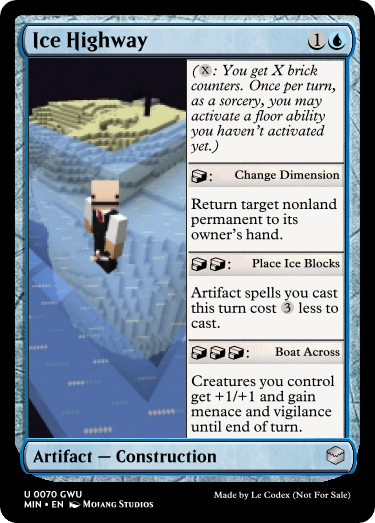 Ice Highway 1
(X: You get X brick
counters. Once per turn,
as a sorcery, you may
activate a floor ability
you haven't activated
yet.)
: Change Dimension
Return target nonland
permanent to its
owner's hand.
: Place Ice Blocks
Artifact spells you cast
this turn cost 3 less to
cast.
: Boat Across
Creatures you control
get +1/+1 and gain
menace and vigilance
until end of turn.
Artifact — Construction
U 0070 GWU
MIN • EN Mojang Studios
Made by Le Codex (Not For Sale)